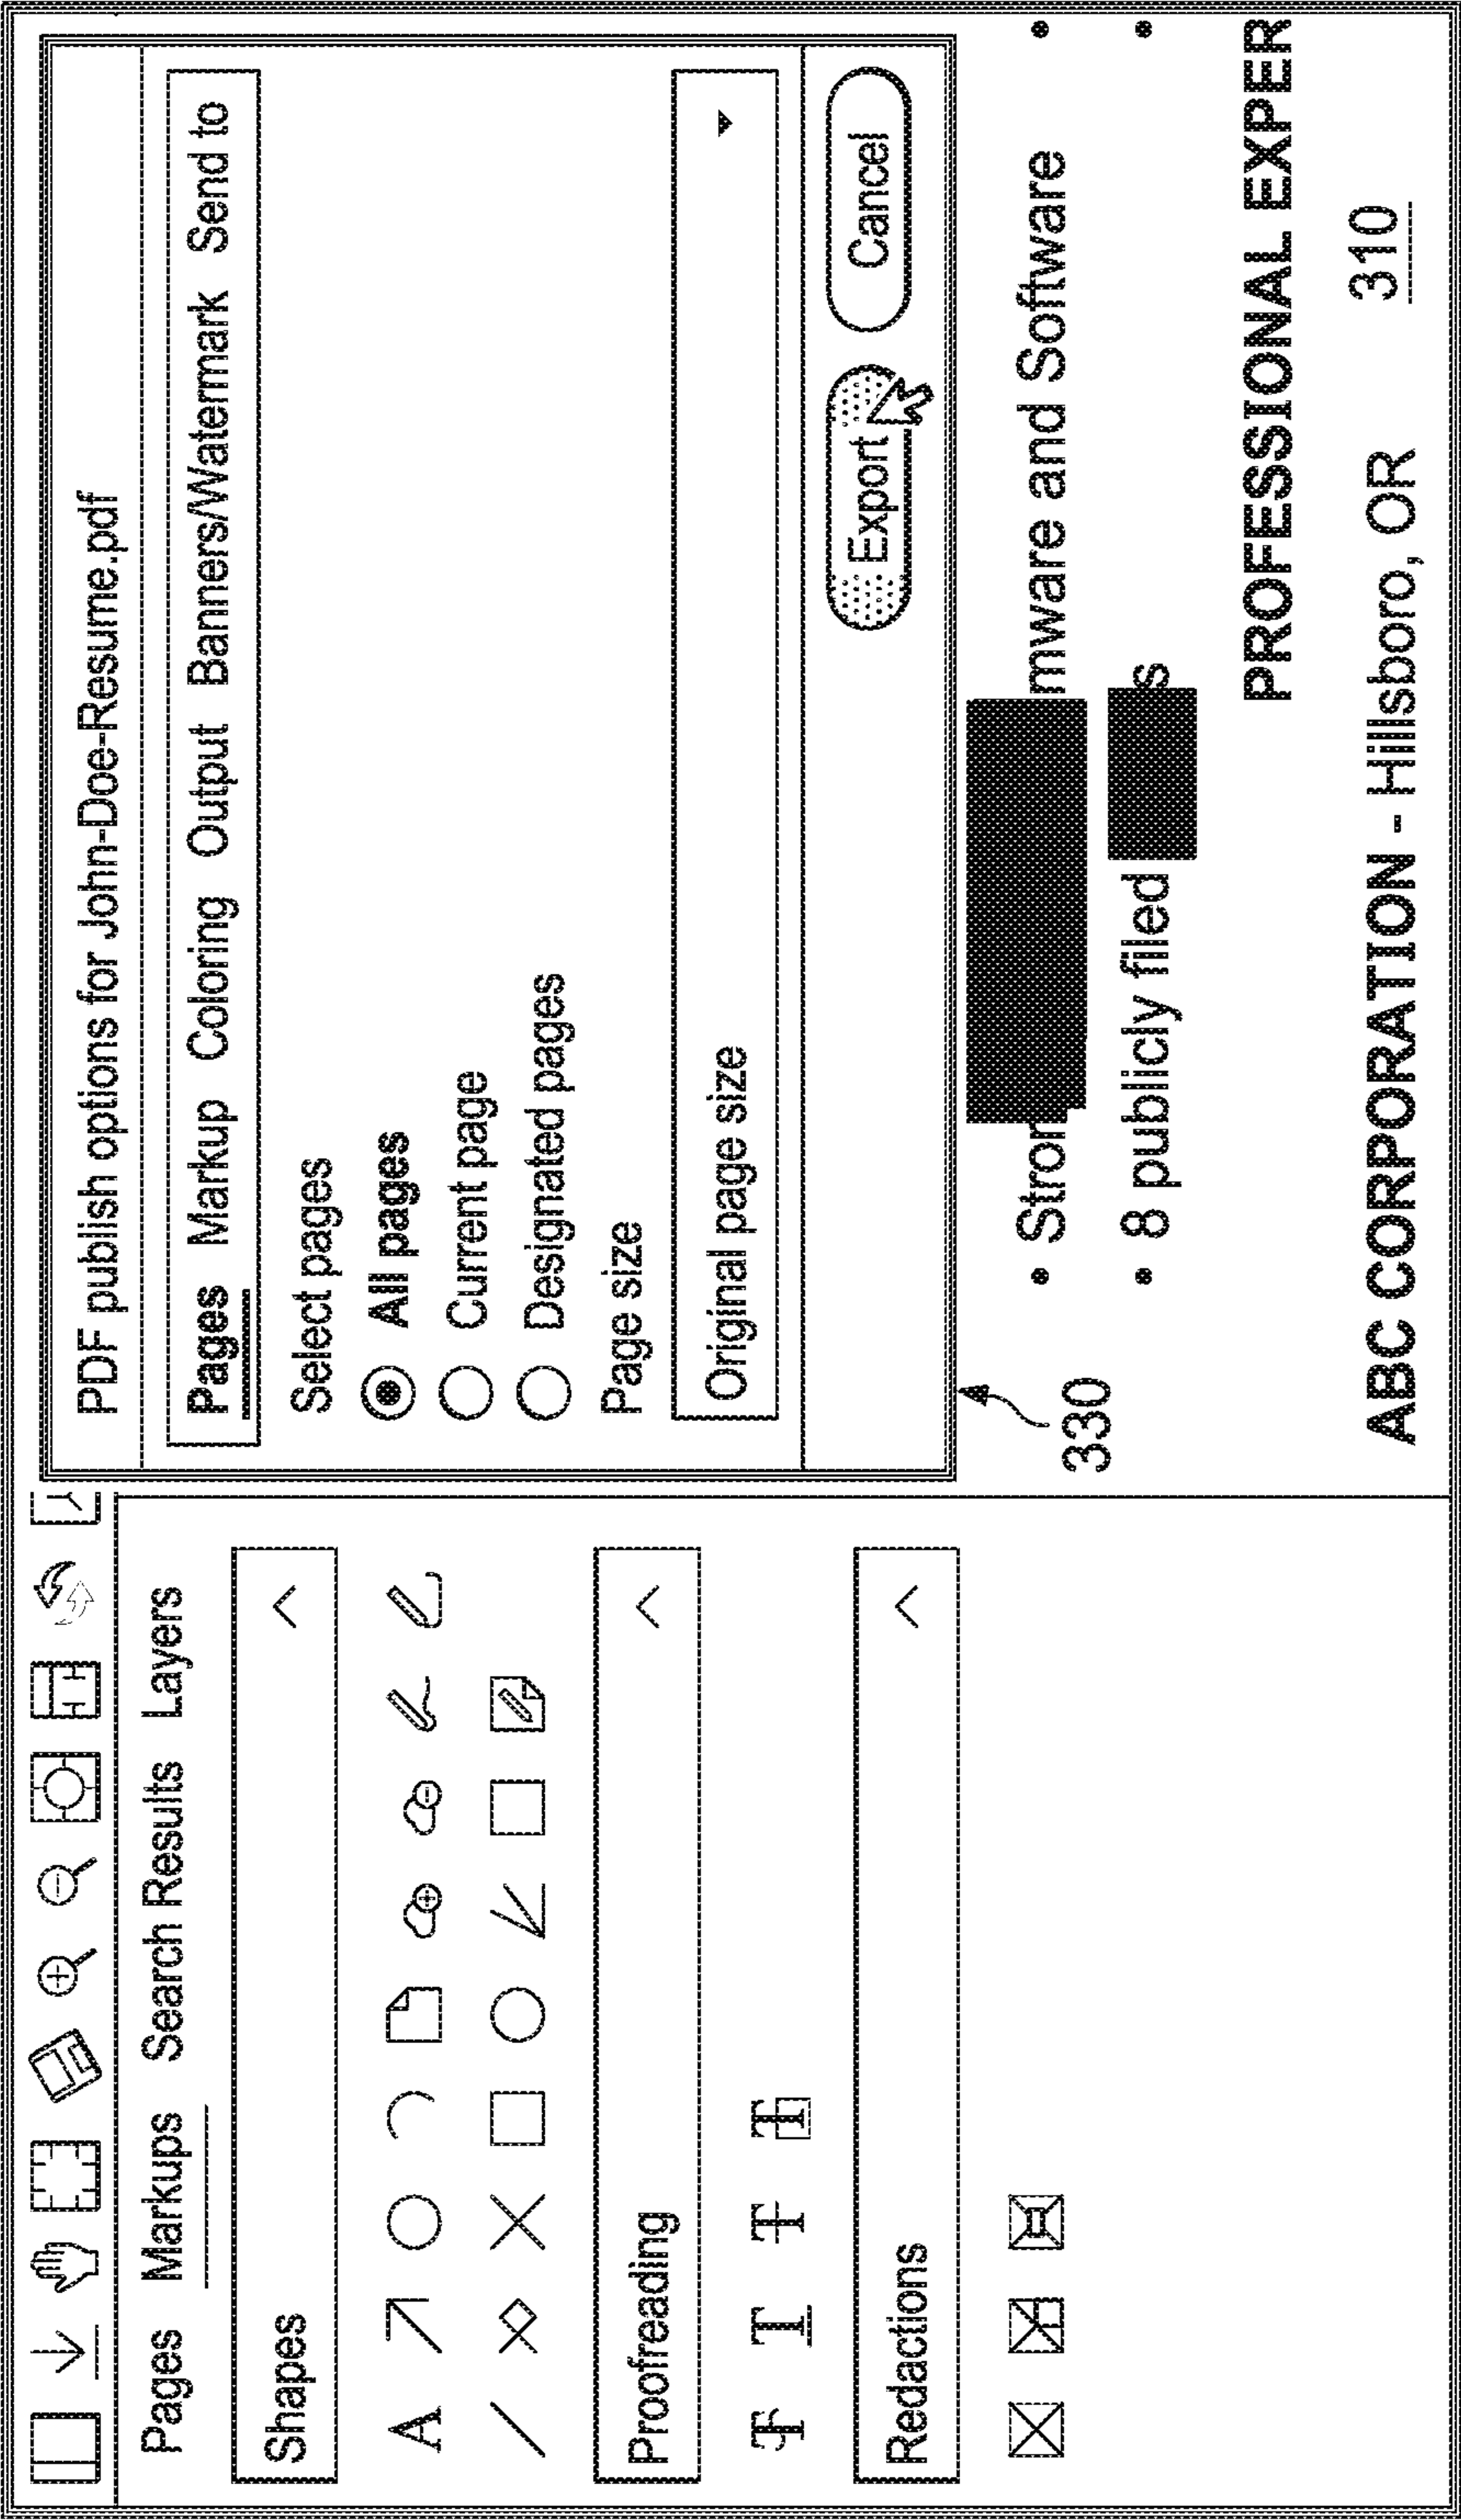 Pages Markups Search Results Layers
Shapes
A
Proofreading
T T T T
Redactions
PDF publish options for John-Doe-Resume.pdf
Pages Markup Coloring Output Banners/Watermark Send to
Select pages
All pages
Current page
Designated pages
Page size
Original page size
Export Cancel
330
• Stron mware and Software •
• 8 publicly filed s •
PROFESSIONAL EXPER
310
ABC CORPORATION - Hillsboro, OR